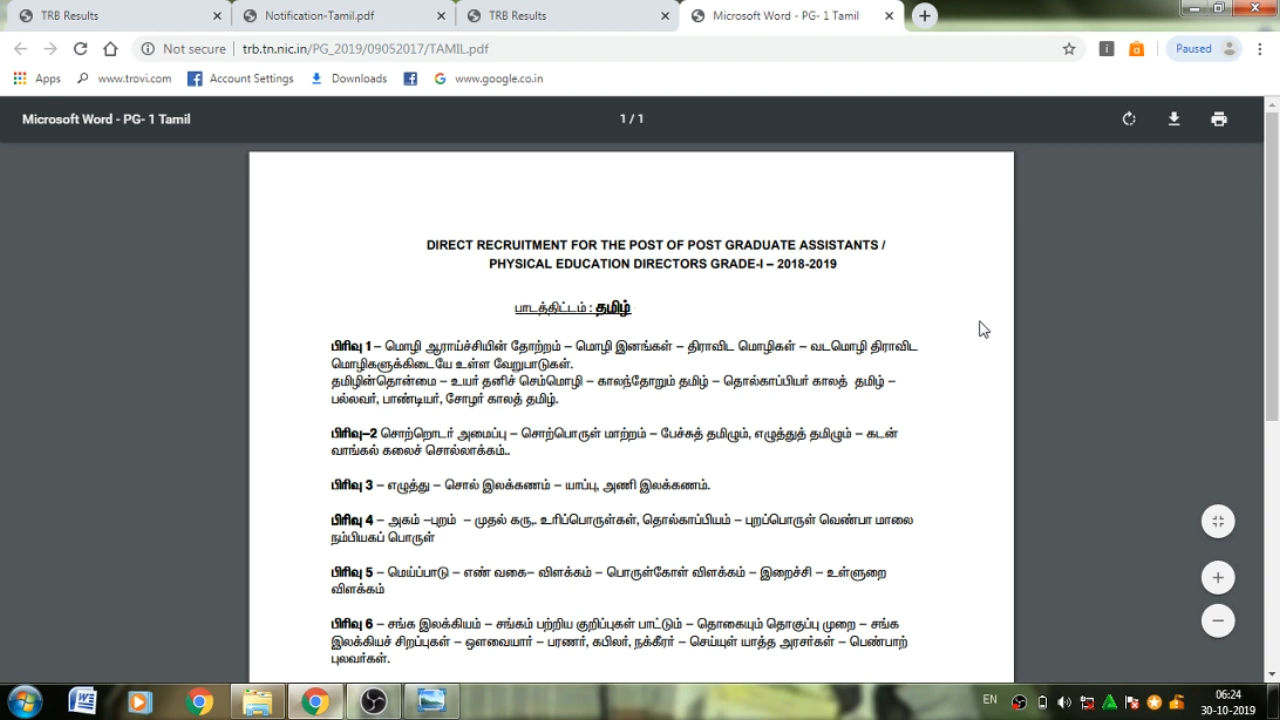 TRB Results
Notification-Tamil.pdf
TRB Results
Microsoft Word - PG- 1 Tamil
Not secure
trb.tn.nic.in/PG_2019/09052017/TAMIL.pdf
Paused
Apps
www.trovi.com
Account Settings
Downloads
www.google.co.in
Microsoft Word - PG- 1 Tamil
1 / 1
DIRECT RECRUITMENT FOR THE POST OF POST GRADUATE ASSISTANTS /
PHYSICAL EDUCATION DIRECTORS GRADE-I – 2018-2019
பாடத்திட்டம் : தமிழ்
பிரிவு 1 – மொழி ஆராய்ச்சியின் தோற்றம் – மொழி இனங்கள் – திராவிட மொழிகள் – வடமொழி திராவிட
மொழிகளுக்கிடையே உள்ள வேறுபாடுகள்.
தமிழின்தொன்மை – உயர் தனிச் செம்மொழி – காலந்தோறும் தமிழ் – தொல்காப்பியர் காலத் தமிழ் –
பல்லவர், பாண்டியர், சோழர் காலத் தமிழ்.
பிரிவு–2 சொற்றொடர் அமைப்பு – சொற்பொருள் மாற்றம் – பேச்சுத் தமிழும், எழுத்துத் தமிழும் – கடன்
வாங்கல் கலைச் சொல்லாக்கம்..
பிரிவு 3 – எழுத்து – சொல் இலக்கணம் – யாப்பு, அணி இலக்கணம்.
பிரிவு 4 – அகம் –புறம் – முதல் கரு,. உரிப்பொருள்கள், தொல்காப்பியம் – புறப்பொருள் வெண்பா மாலை
நம்பியகப் பொருள்
பிரிவு 5 – மெய்ப்பாடு – எண் வகை– விளக்கம் – பொருள்கோள் விளக்கம் – இறைச்சி – உள்ளுறை
விளக்கம்
பிரிவு 6 – சங்க இலக்கியம் – சங்கம் பற்றிய குறிப்புகள் பாட்டும் – தொகையும் தொகுப்பு முறை – சங்க
இலக்கியச் சிறப்புகள் – ஔவையார் – பரணர், கபிலர், நக்கீரர் – செய்யுள் யாத்த அரசர்கள் – பெண்பாற்
புலவர்கள்.
EN
06:24
30-10-2019